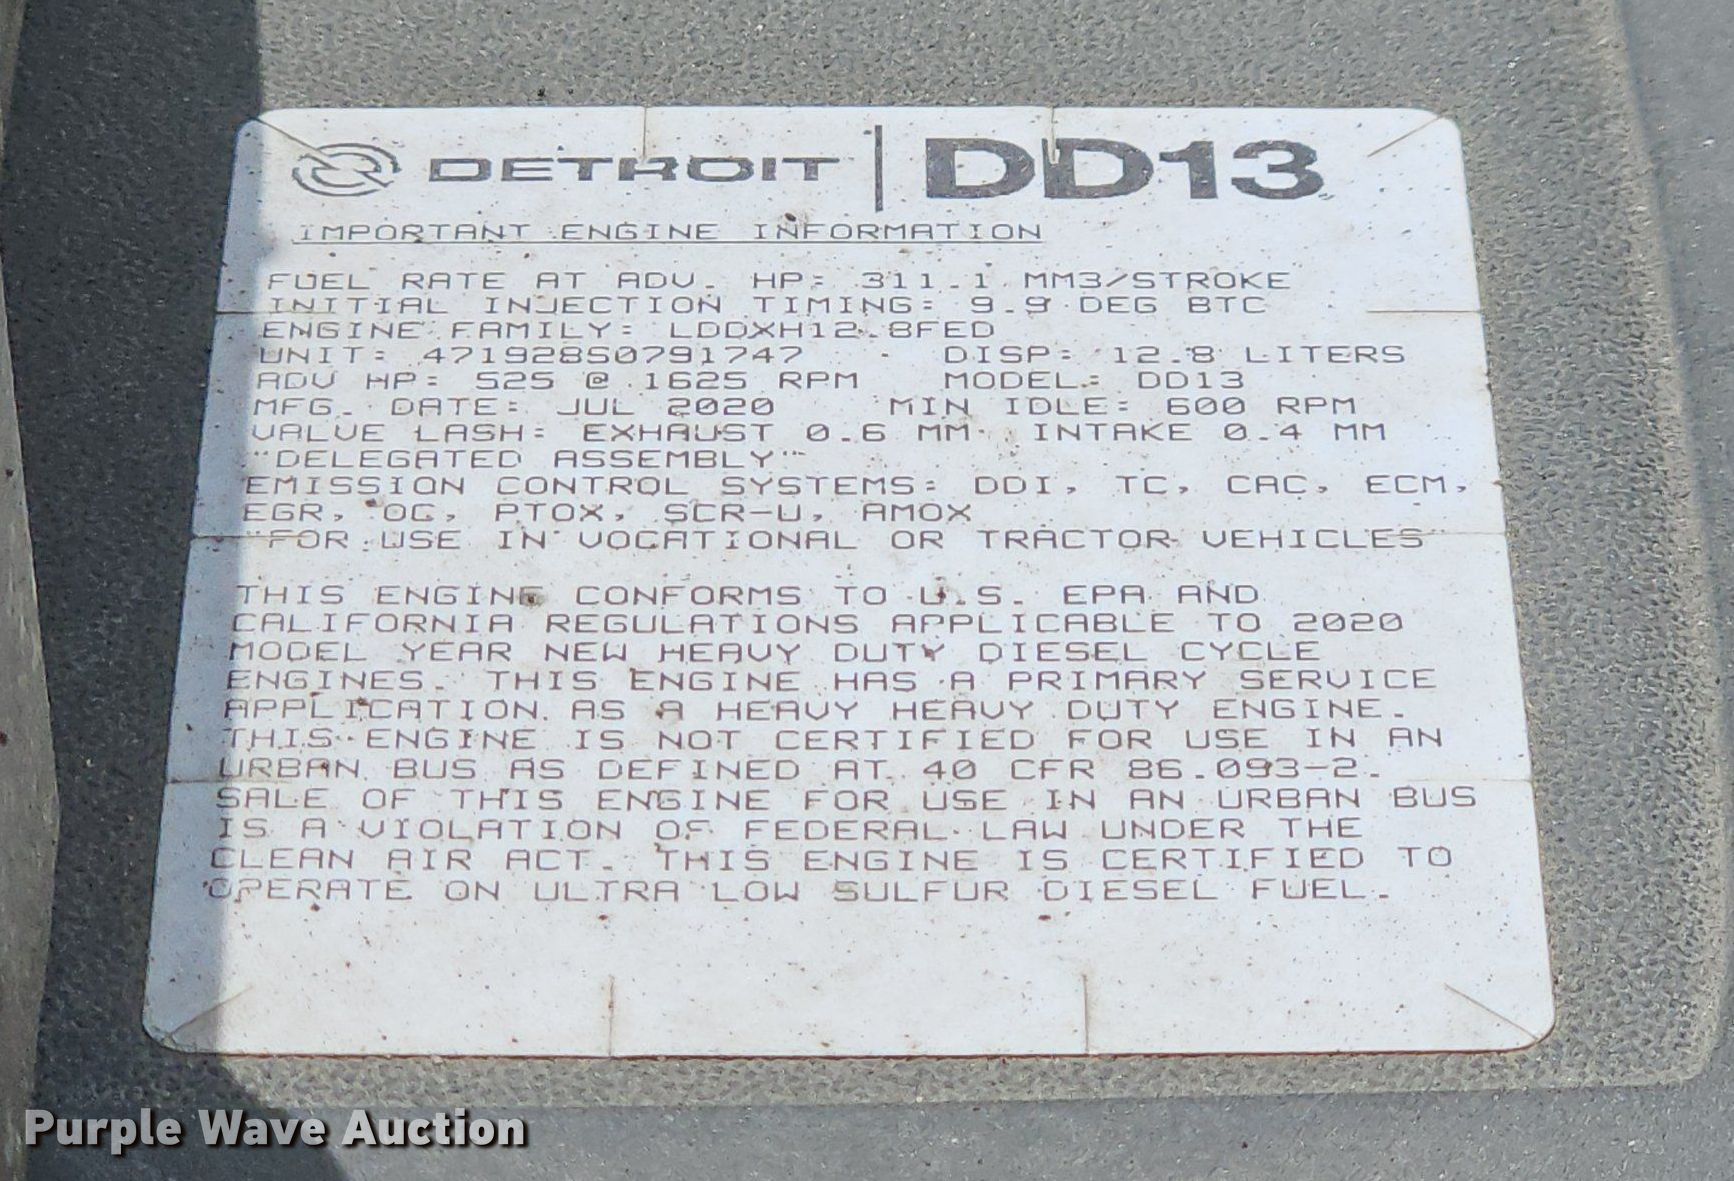 DETROIT | DD13
IMPORTANT ENGINE INFORMATION
FUEL RATE AT ADV. HP: 311.1 MM3/STROKE
INITIAL INJECTION TIMING: 9.9 DEG BTC
ENGINE FAMILY: LDDXH12.8FED
UNIT: 471928S0791747 DISP: 12.8 LITERS
ADV HP: 525 @ 1625 RPM MODEL: DD13
MFG. DATE: JUL 2020 MIN IDLE: 600 RPM
VALVE LASH: EXHAUST 0.6 MM INTAKE 0.4 MM
"DELEGATED ASSEMBLY"
EMISSION CONTROL SYSTEMS: DDI, TC, CAC, ECM,
EGR, OC, PTOX, SCR-U, AMOX
"FOR USE IN VOCATIONAL OR TRACTOR VEHICLES"
THIS ENGINE CONFORMS TO U.S. EPA AND
CALIFORNIA REGULATIONS APPLICABLE TO 2020
MODEL YEAR NEW HEAVY DUTY DIESEL CYCLE
ENGINES. THIS ENGINE HAS A PRIMARY SERVICE
APPLICATION AS A HEAVY HEAVY DUTY ENGINE.
THIS ENGINE IS NOT CERTIFIED FOR USE IN AN
URBAN BUS AS DEFINED AT 40 CFR 86.093-2.
SALE OF THIS ENGINE FOR USE IN AN URBAN BUS
IS A VIOLATION OF FEDERAL LAW UNDER THE
CLEAN AIR ACT. THIS ENGINE IS CERTIFIED TO
OPERATE ON ULTRA LOW SULFUR DIESEL FUEL.
Purple Wave Auction